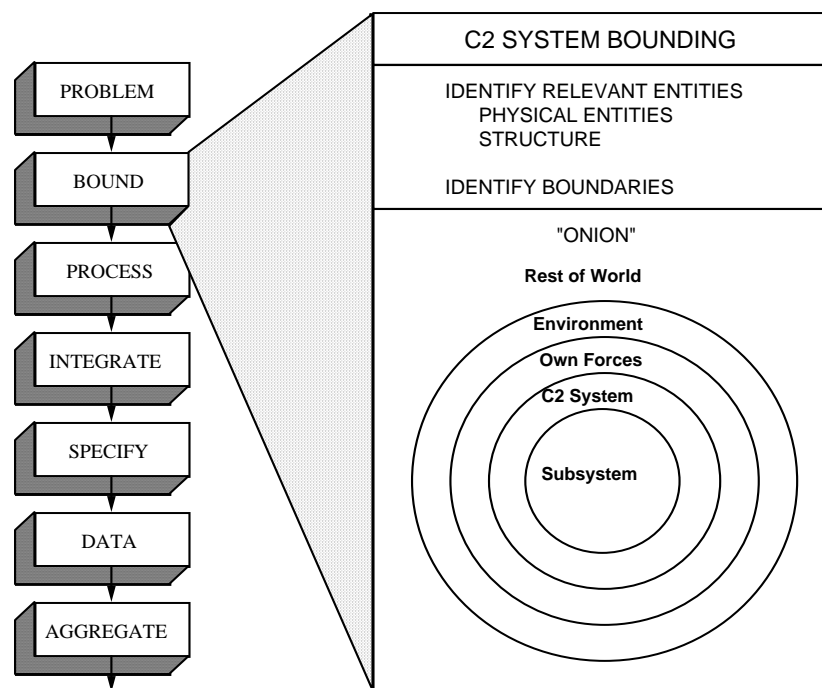 PROBLEM
BOUND
PROCESS
INTEGRATE
SPECIFY
DATA
AGGREGATE
C2 SYSTEM BOUNDING
IDENTIFY RELEVANT ENTITIES
PHYSICAL ENTITIES
STRUCTURE
IDENTIFY BOUNDARIES
"ONION"
Rest of World
Environment
Own Forces
C2 System
Subsystem